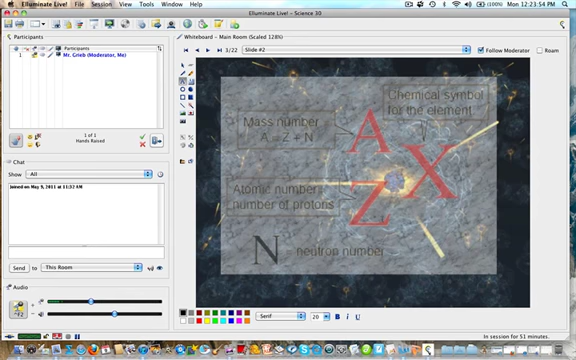 Elluminate Live! File Session View Tools Window Help
Mon 12:23:54 PM
Elluminate Live! – Science 30
Participants
Participants
1 Mr. Grieb (Moderator, Me)
1 of 1
Hands Raised
Chat
Show All
Joined on May 9, 2011 at 11:32 AM
Send to This Room
Audio
Whiteboard – Main Room (Scaled 128%)
1/22 Slide #2 Follow Moderator Roam
Chemical symbol
for the element
Mass number
A = Z + N
A
X
Atomic number:
number of protons
Z
N = neutron number
Serif 20 B I U
In session for 51 minutes.